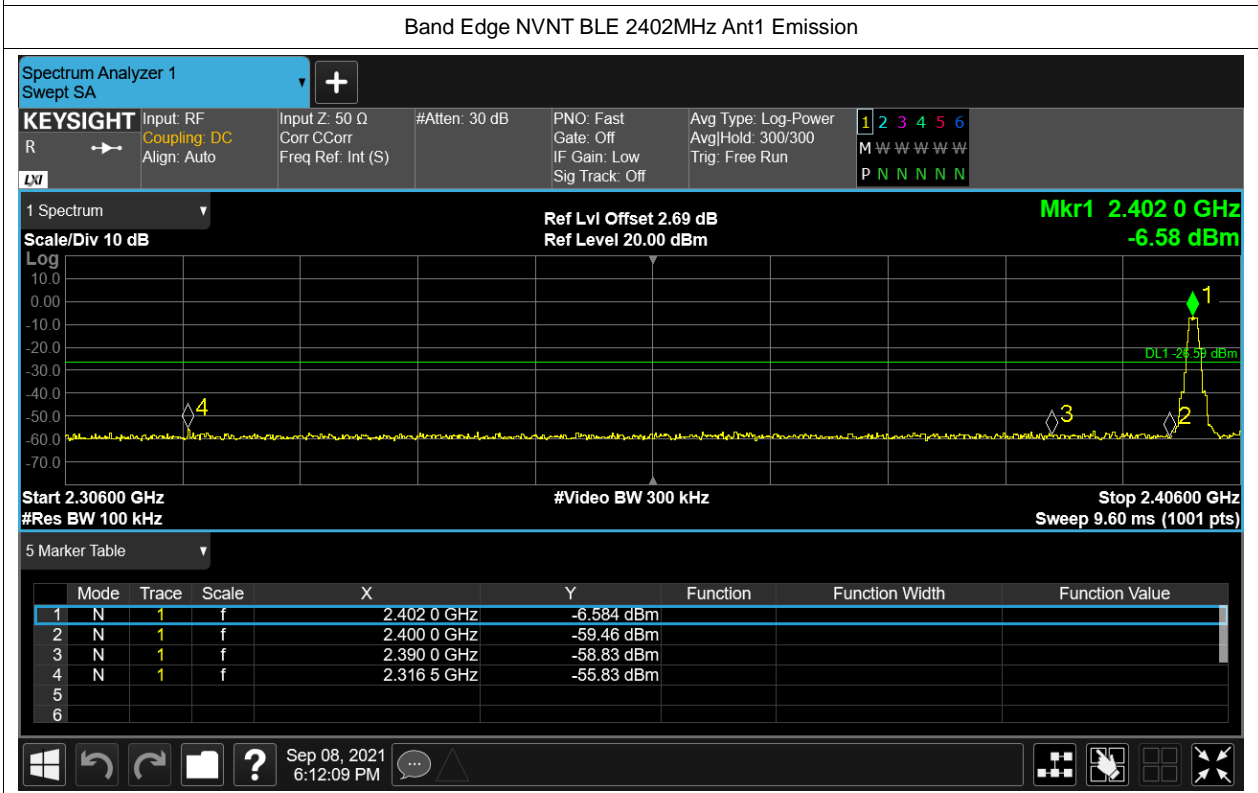 Band Edge NVNT BLE 2402MHz Ant1 Emission
Spectrum Analyzer 1
Swept SA
KEYSIGHT
R
LXI
Input: RF
Coupling: DC
Align: Auto
Input Z: 50 Ω
Corr CCorr
Freq Ref: Int (S)
#Atten: 30 dB
PNO: Fast
Gate: Off
IF Gain: Low
Sig Track: Off
Avg Type: Log-Power
Avg|Hold: 300/300
Trig: Free Run
1 2 3 4 5 6
M W W W W W
P N N N N N
1 Spectrum
Scale/Div 10 dB
Ref Lvl Offset 2.69 dB
Ref Level 20.00 dBm
Mkr1 2.402 0 GHz
-6.58 dBm
Log
10.0
0.00
-10.0
-20.0
-30.0
-40.0
-50.0
-60.0
-70.0
1
DL1 -26.59 dBm
4
3
2
Start 2.30600 GHz
#Video BW 300 kHz
Stop 2.40600 GHz
#Res BW 100 kHz
Sweep 9.60 ms (1001 pts)
5 Marker Table
Mode Trace Scale X Y Function Function Width Function Value
1 N 1 f 2.402 0 GHz -6.584 dBm
2 N 1 f 2.400 0 GHz -59.46 dBm
3 N 1 f 2.390 0 GHz -58.83 dBm
4 N 1 f 2.316 5 GHz -55.83 dBm
5
6
?
Sep 08, 2021
6:12:09 PM